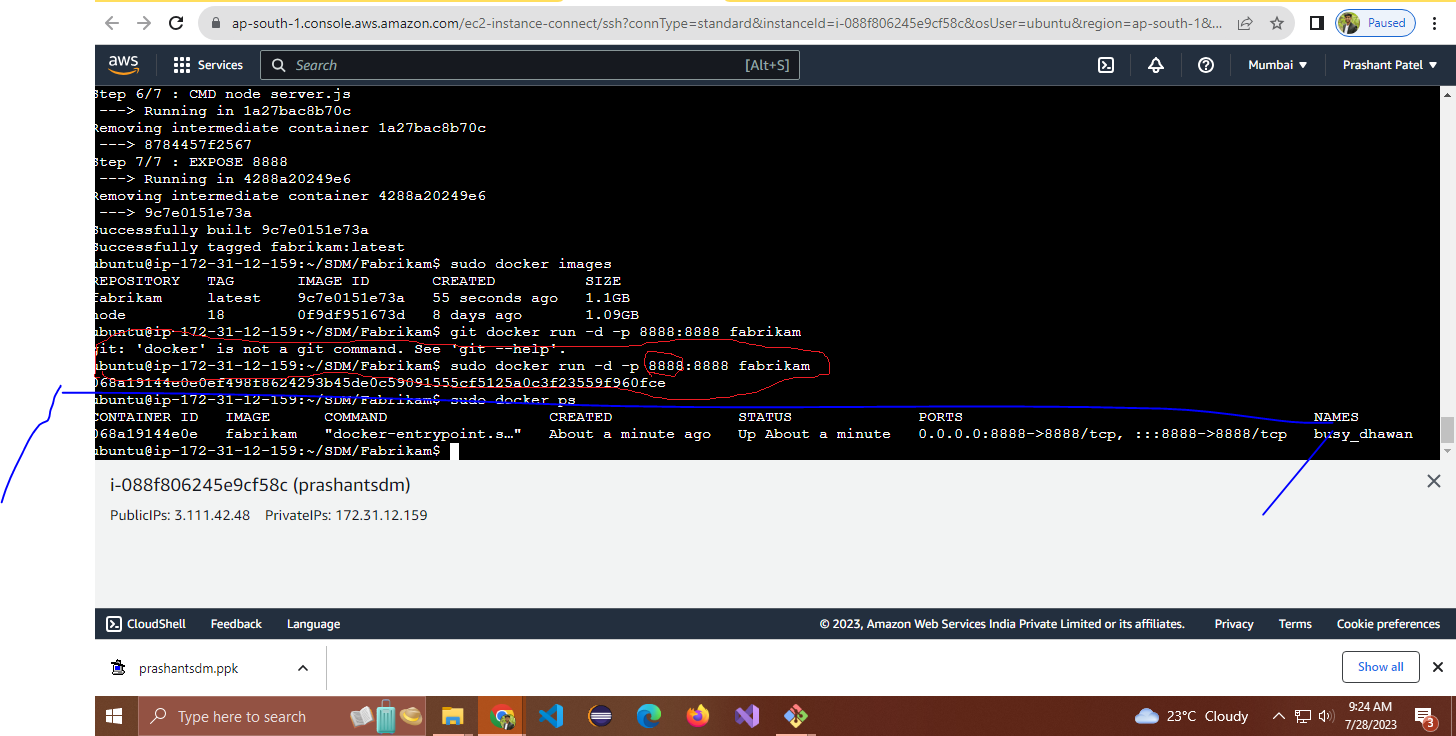 ap-south-1.console.aws.amazon.com/ec2-instance-connect/ssh?connType=standard&instanceId=i-088f806245e9cf58c&osUser=ubuntu&region=ap-south-1&...
Paused
aws
Services
Search
[Alt+S]
Mumbai
Prashant Patel
Step 6/7 : CMD node server.js
---> Running in 1a27bac8b70c
Removing intermediate container 1a27bac8b70c
---> 8784457f2567
Step 7/7 : EXPOSE 8888
---> Running in 4288a20249e6
Removing intermediate container 4288a20249e6
---> 9c7e0151e73a
Successfully built 9c7e0151e73a
Successfully tagged fabrikam:latest
ubuntu@ip-172-31-12-159:~/SDM/Fabrikam$ sudo docker images
REPOSITORY TAG IMAGE ID CREATED SIZE
fabrikam latest 9c7e0151e73a 55 seconds ago 1.1GB
node 18 0f9df951673d 8 days ago 1.09GB
ubuntu@ip-172-31-12-159:~/SDM/Fabrikam$ git docker run -d -p 8888:8888 fabrikam
git: 'docker' is not a git command. See 'git --help'.
ubuntu@ip-172-31-12-159:~/SDM/Fabrikam$ sudo docker run -d -p 8888:8888 fabrikam
068a19144e0e0ef498f8624293b45de0c59091555cf5125a0c3f23559f960fce
ubuntu@ip-172-31-12-159:~/SDM/Fabrikam$ sudo docker ps
CONTAINER ID IMAGE COMMAND CREATED STATUS PORTS NAMES
068a19144e0e fabrikam "docker-entrypoint.s…" About a minute ago Up About a minute 0.0.0.0:8888->8888/tcp, :::8888->8888/tcp busy_dhawan
ubuntu@ip-172-31-12-159:~/SDM/Fabrikam$
i-088f806245e9cf58c (prashantsdm)
PublicIPs: 3.111.42.48 PrivateIPs: 172.31.12.159
CloudShell Feedback Language
© 2023, Amazon Web Services India Private Limited or its affiliates. Privacy Terms Cookie preferences
prashantsdm.ppk
Show all
Type here to search
23°C Cloudy
9:24 AM
7/28/2023
3